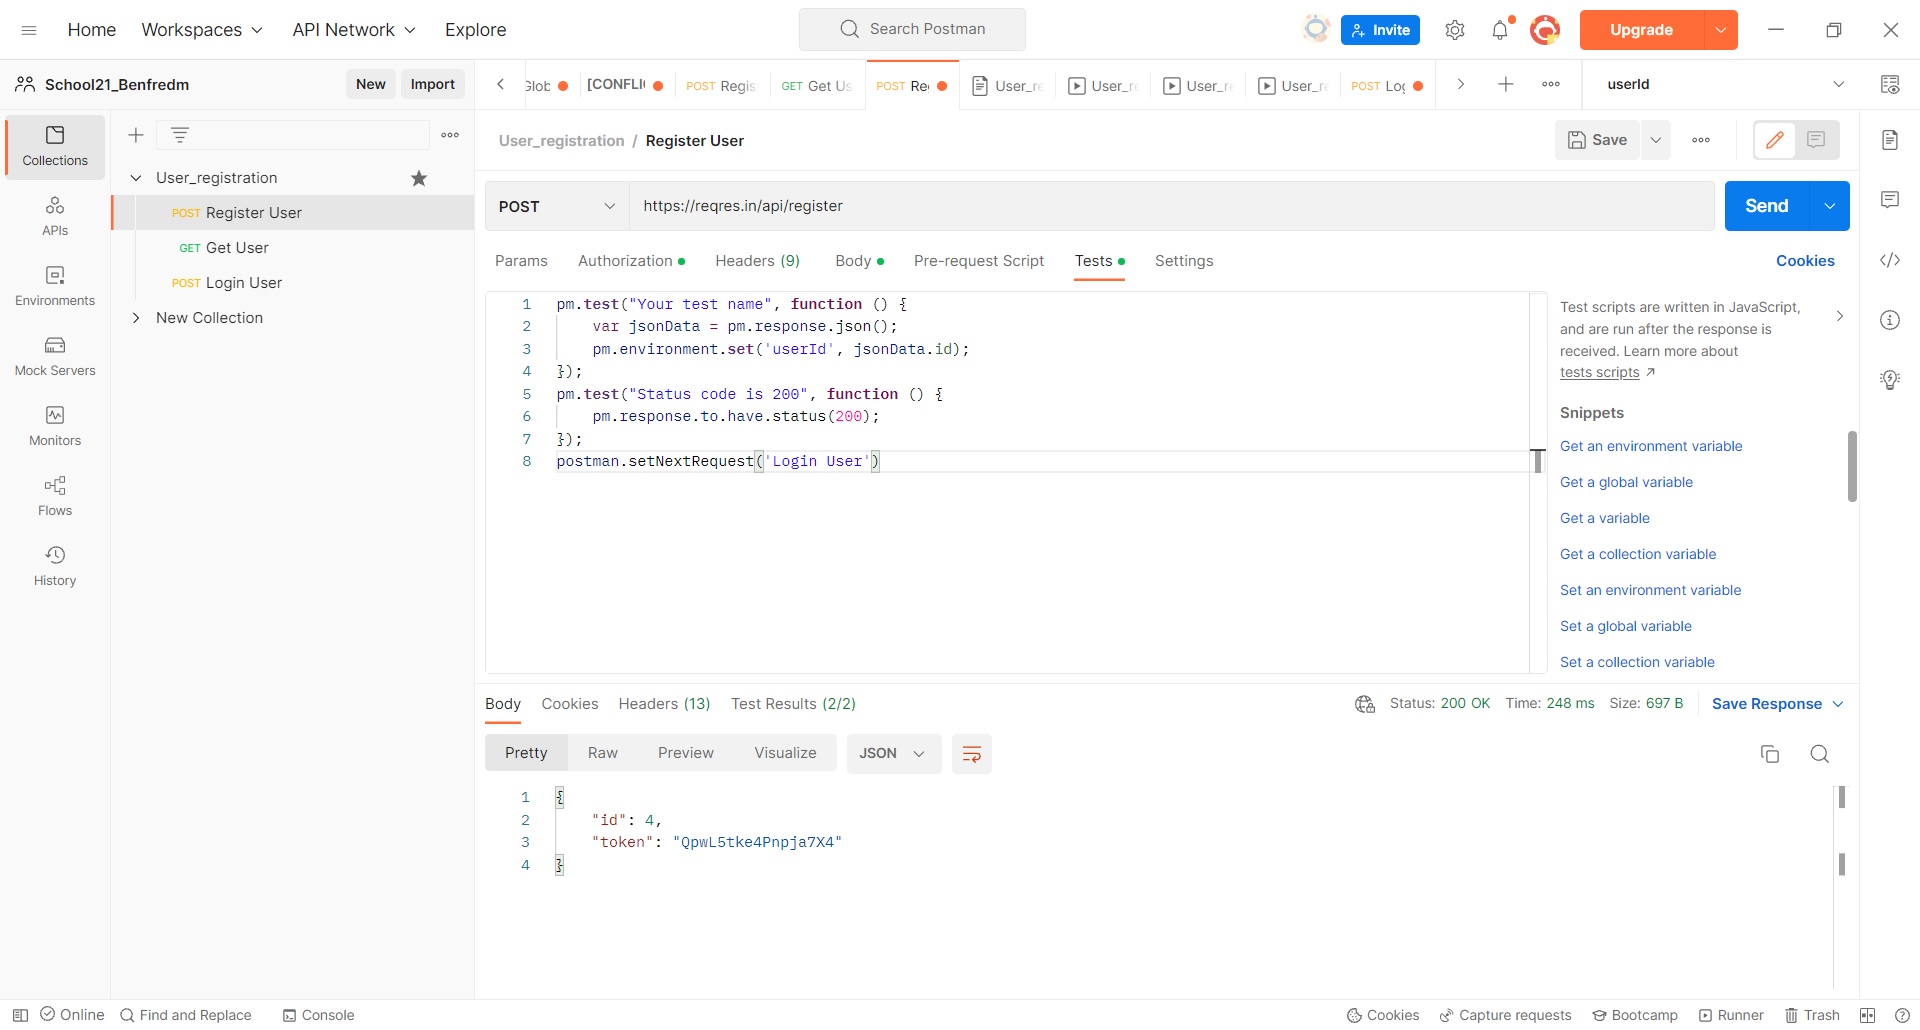 Home
Workspaces
API Network
Explore
Search Postman
Invite
Upgrade
School21_Benfredm
New
Import
Glob
[CONFLI
POST Regis
GET Get Us
POST Re
User_re
User_r
User_r
User_r
POST Log
userId
Collections
APIs
Environments
Mock Servers
Monitors
Flows
History
User_registration
POST Register User
GET Get User
POST Login User
New Collection
User_registration / Register User
Save
POST
https://reqres.in/api/register
Send
Params
Authorization
Headers (9)
Body
Pre-request Script
Tests
Settings
Cookies
1 pm.test("Your test name", function () {
2 var jsonData = pm.response.json();
3 pm.environment.set('userId', jsonData.id);
4 });
5 pm.test("Status code is 200", function () {
6 pm.response.to.have.status(200);
7 });
8 postman.setNextRequest('Login User')
Test scripts are written in JavaScript,
and are run after the response is
received. Learn more about
tests scripts
Snippets
Get an environment variable
Get a global variable
Get a variable
Get a collection variable
Set an environment variable
Set a global variable
Set a collection variable
Body
Cookies
Headers (13)
Test Results (2/2)
Status: 200 OK
Time: 248 ms
Size: 697 B
Save Response
Pretty
Raw
Preview
Visualize
JSON
1 {
2 "id": 4,
3 "token": "QpwL5tke4Pnpja7X4"
4 }
Online
Find and Replace
Console
Cookies
Capture requests
Bootcamp
Runner
Trash